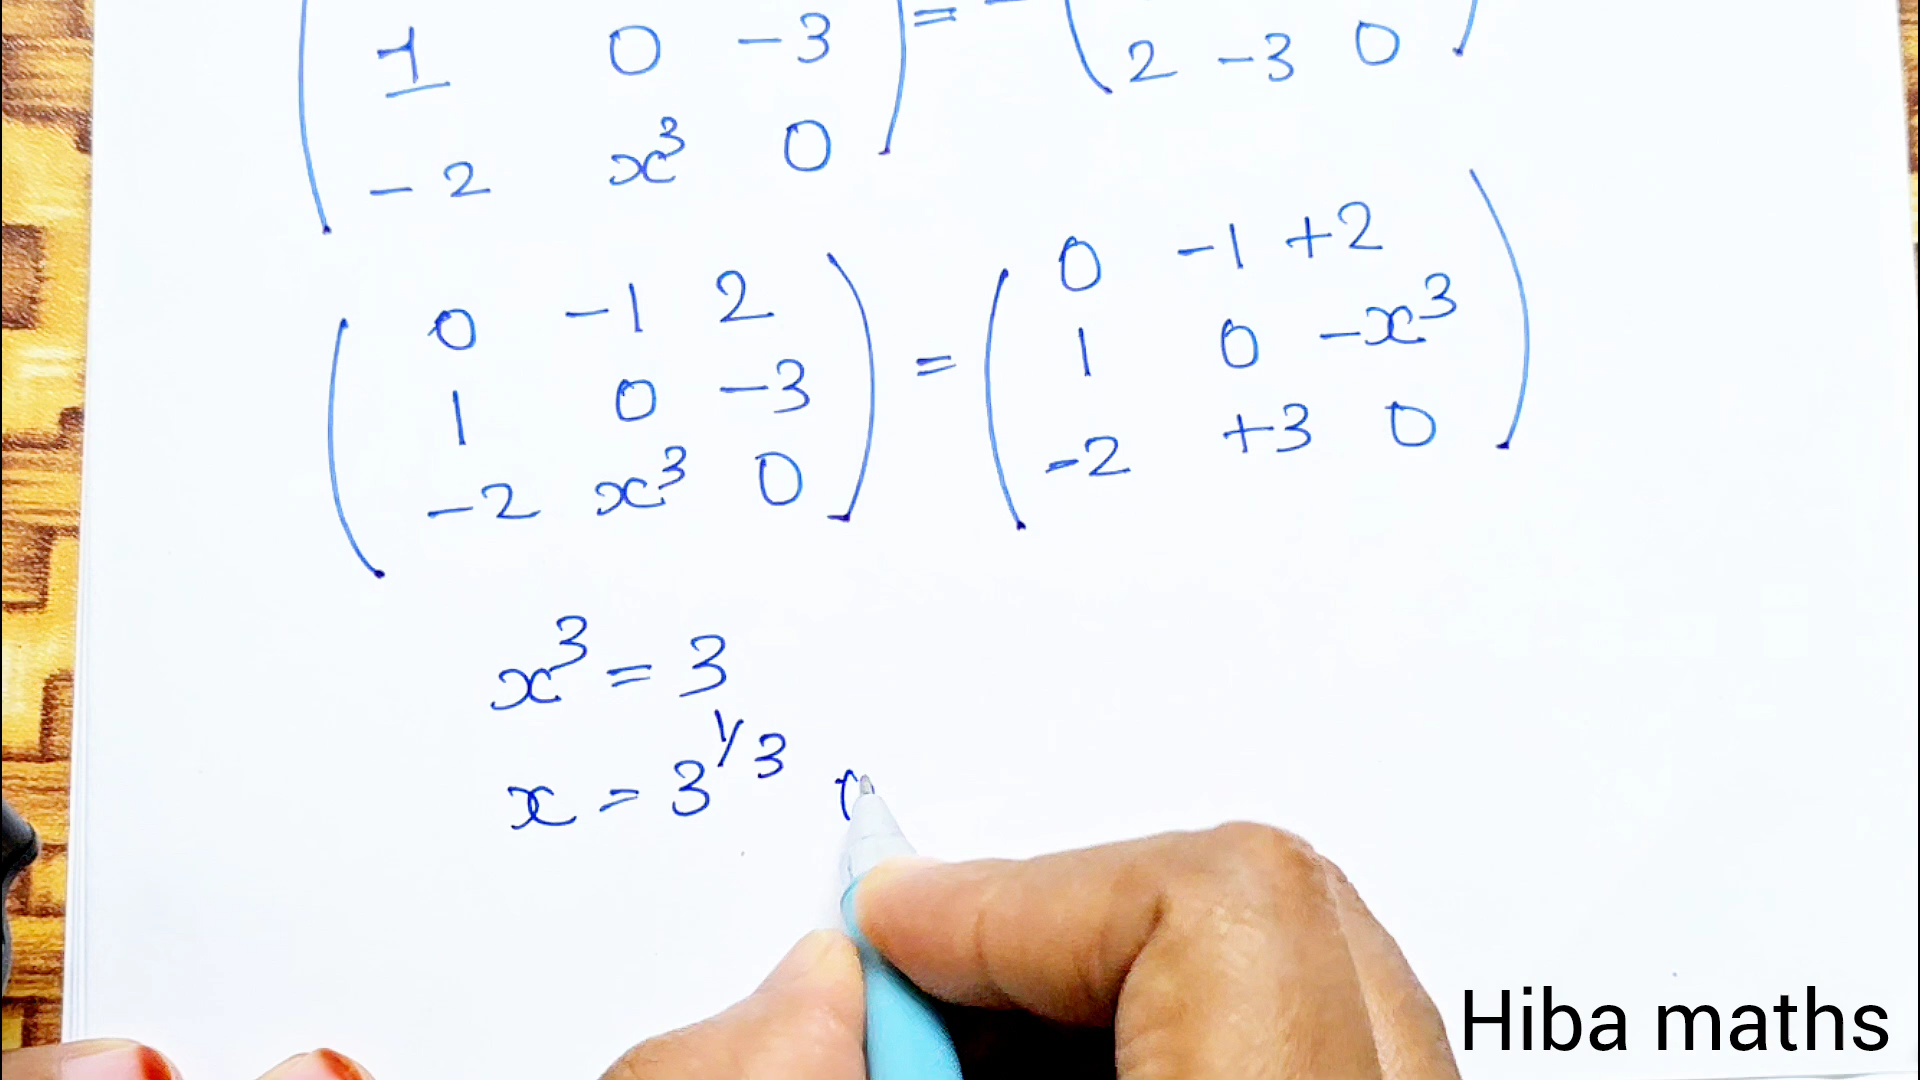 1 0 -3 = -
2 -3 0
-2 x³ 0
0 -1 2
1 0 -3
-2 x³ 0
=
0 -1 +2
1 0 -x³
-2 +3 0
x³ = 3
x = 3^1/3
Hiba maths